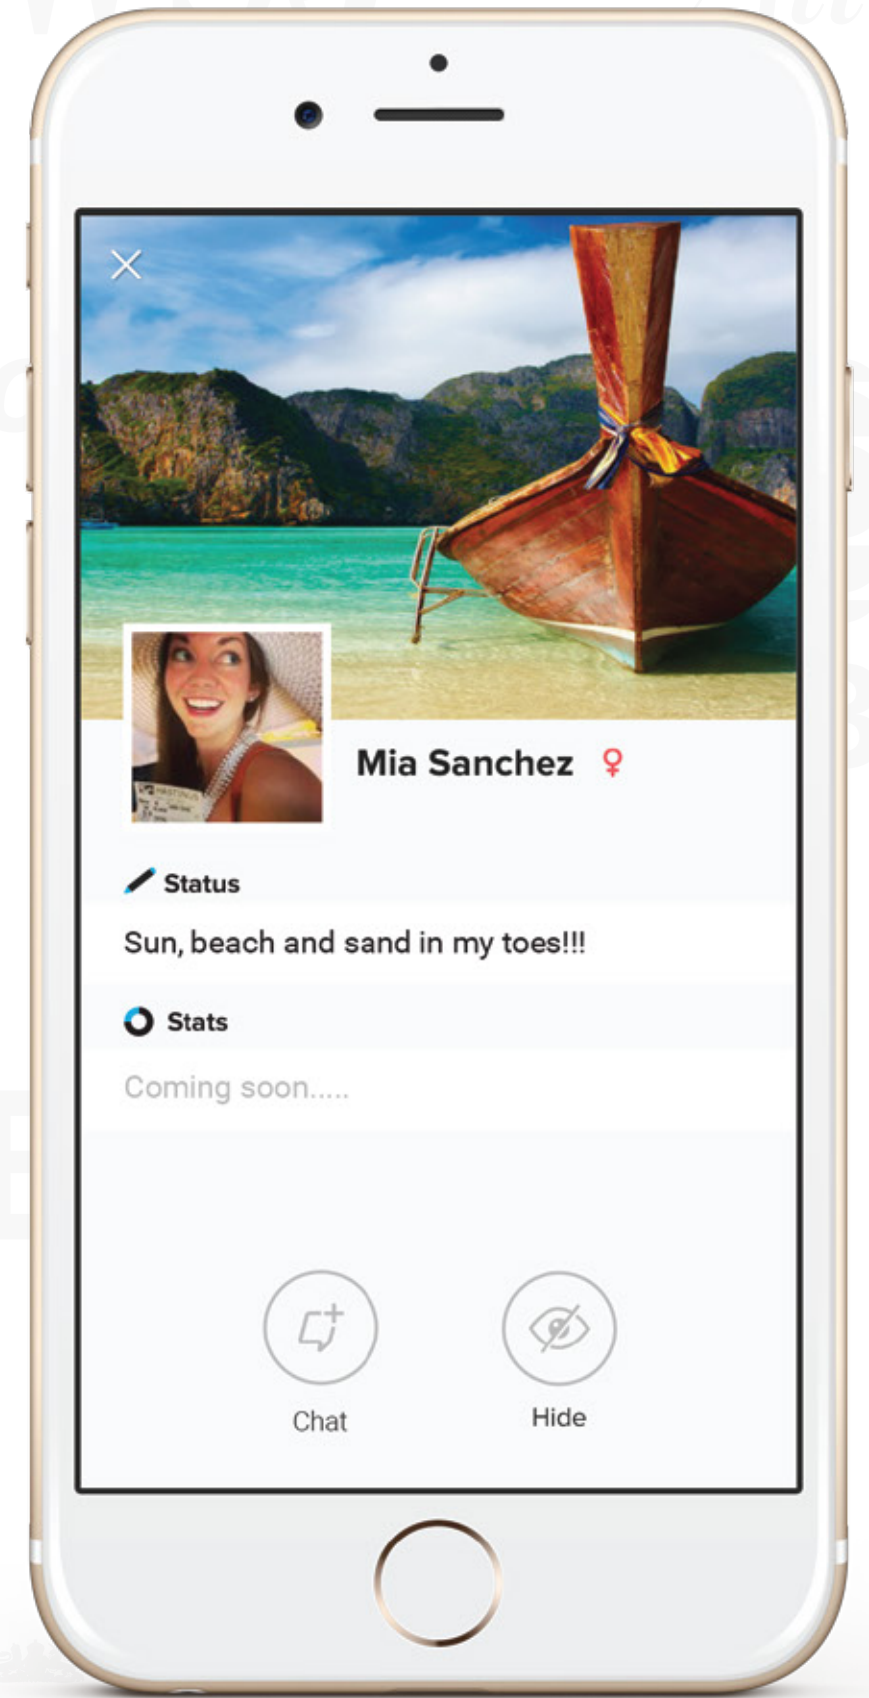 Mia Sanchez
Status
Sun, beach and sand in my toes!!!
Stats
Coming soon.....
Chat
Hide